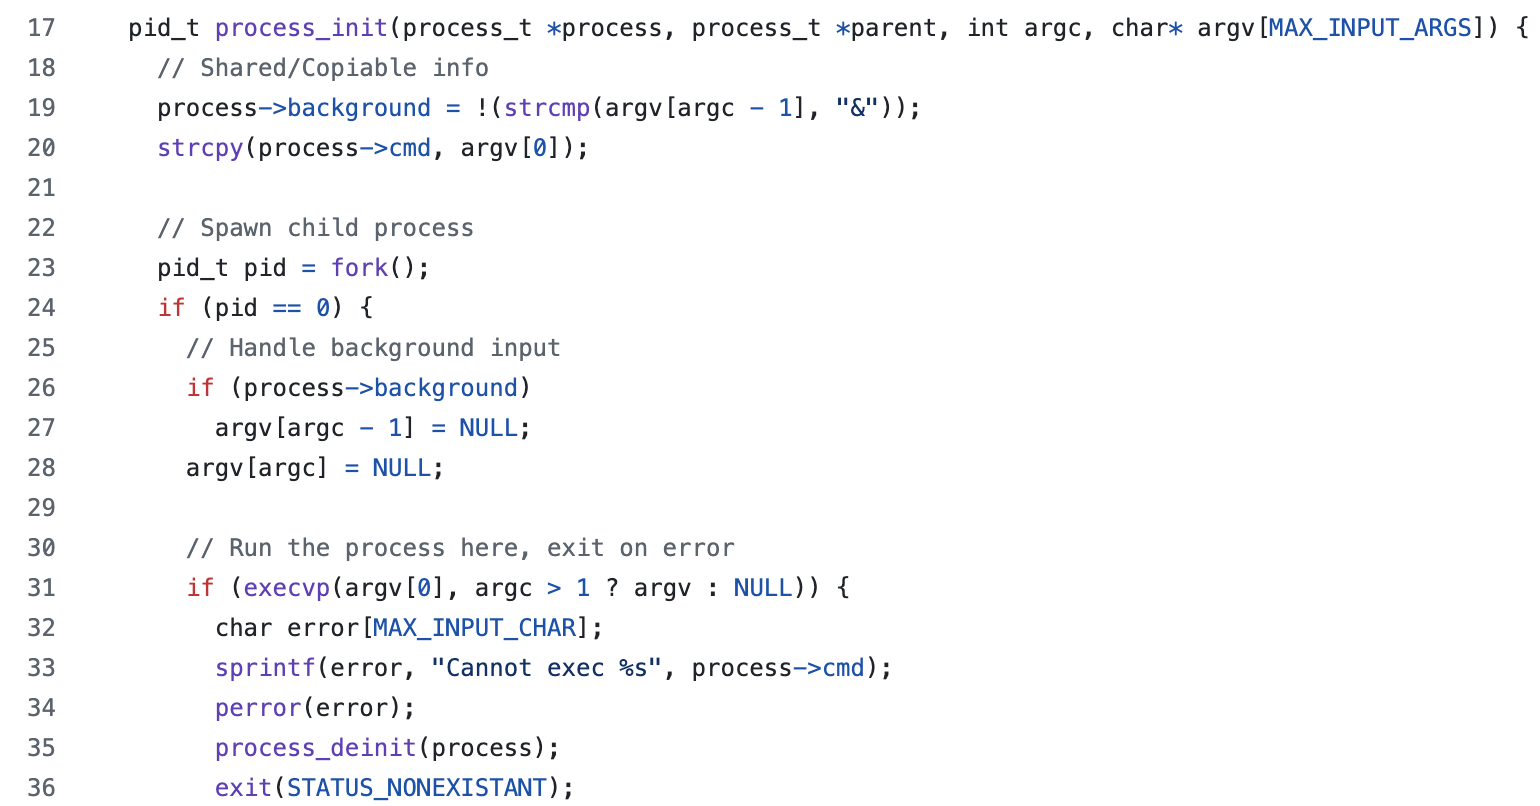 17 pid_t process_init(process_t *process, process_t *parent, int argc, char* argv[MAX_INPUT_ARGS]) {
18 // Shared/Copiable info
19 process->background = !(strcmp(argv[argc - 1], "&"));
20 strcpy(process->cmd, argv[0]);
21
22 // Spawn child process
23 pid_t pid = fork();
24 if (pid == 0) {
25 // Handle background input
26 if (process->background)
27 argv[argc - 1] = NULL;
28 argv[argc] = NULL;
29
30 // Run the process here, exit on error
31 if (execvp(argv[0], argc > 1 ? argv : NULL)) {
32 char error[MAX_INPUT_CHAR];
33 sprintf(error, "Cannot exec %s", process->cmd);
34 perror(error);
35 process_deinit(process);
36 exit(STATUS_NONEXISTANT);